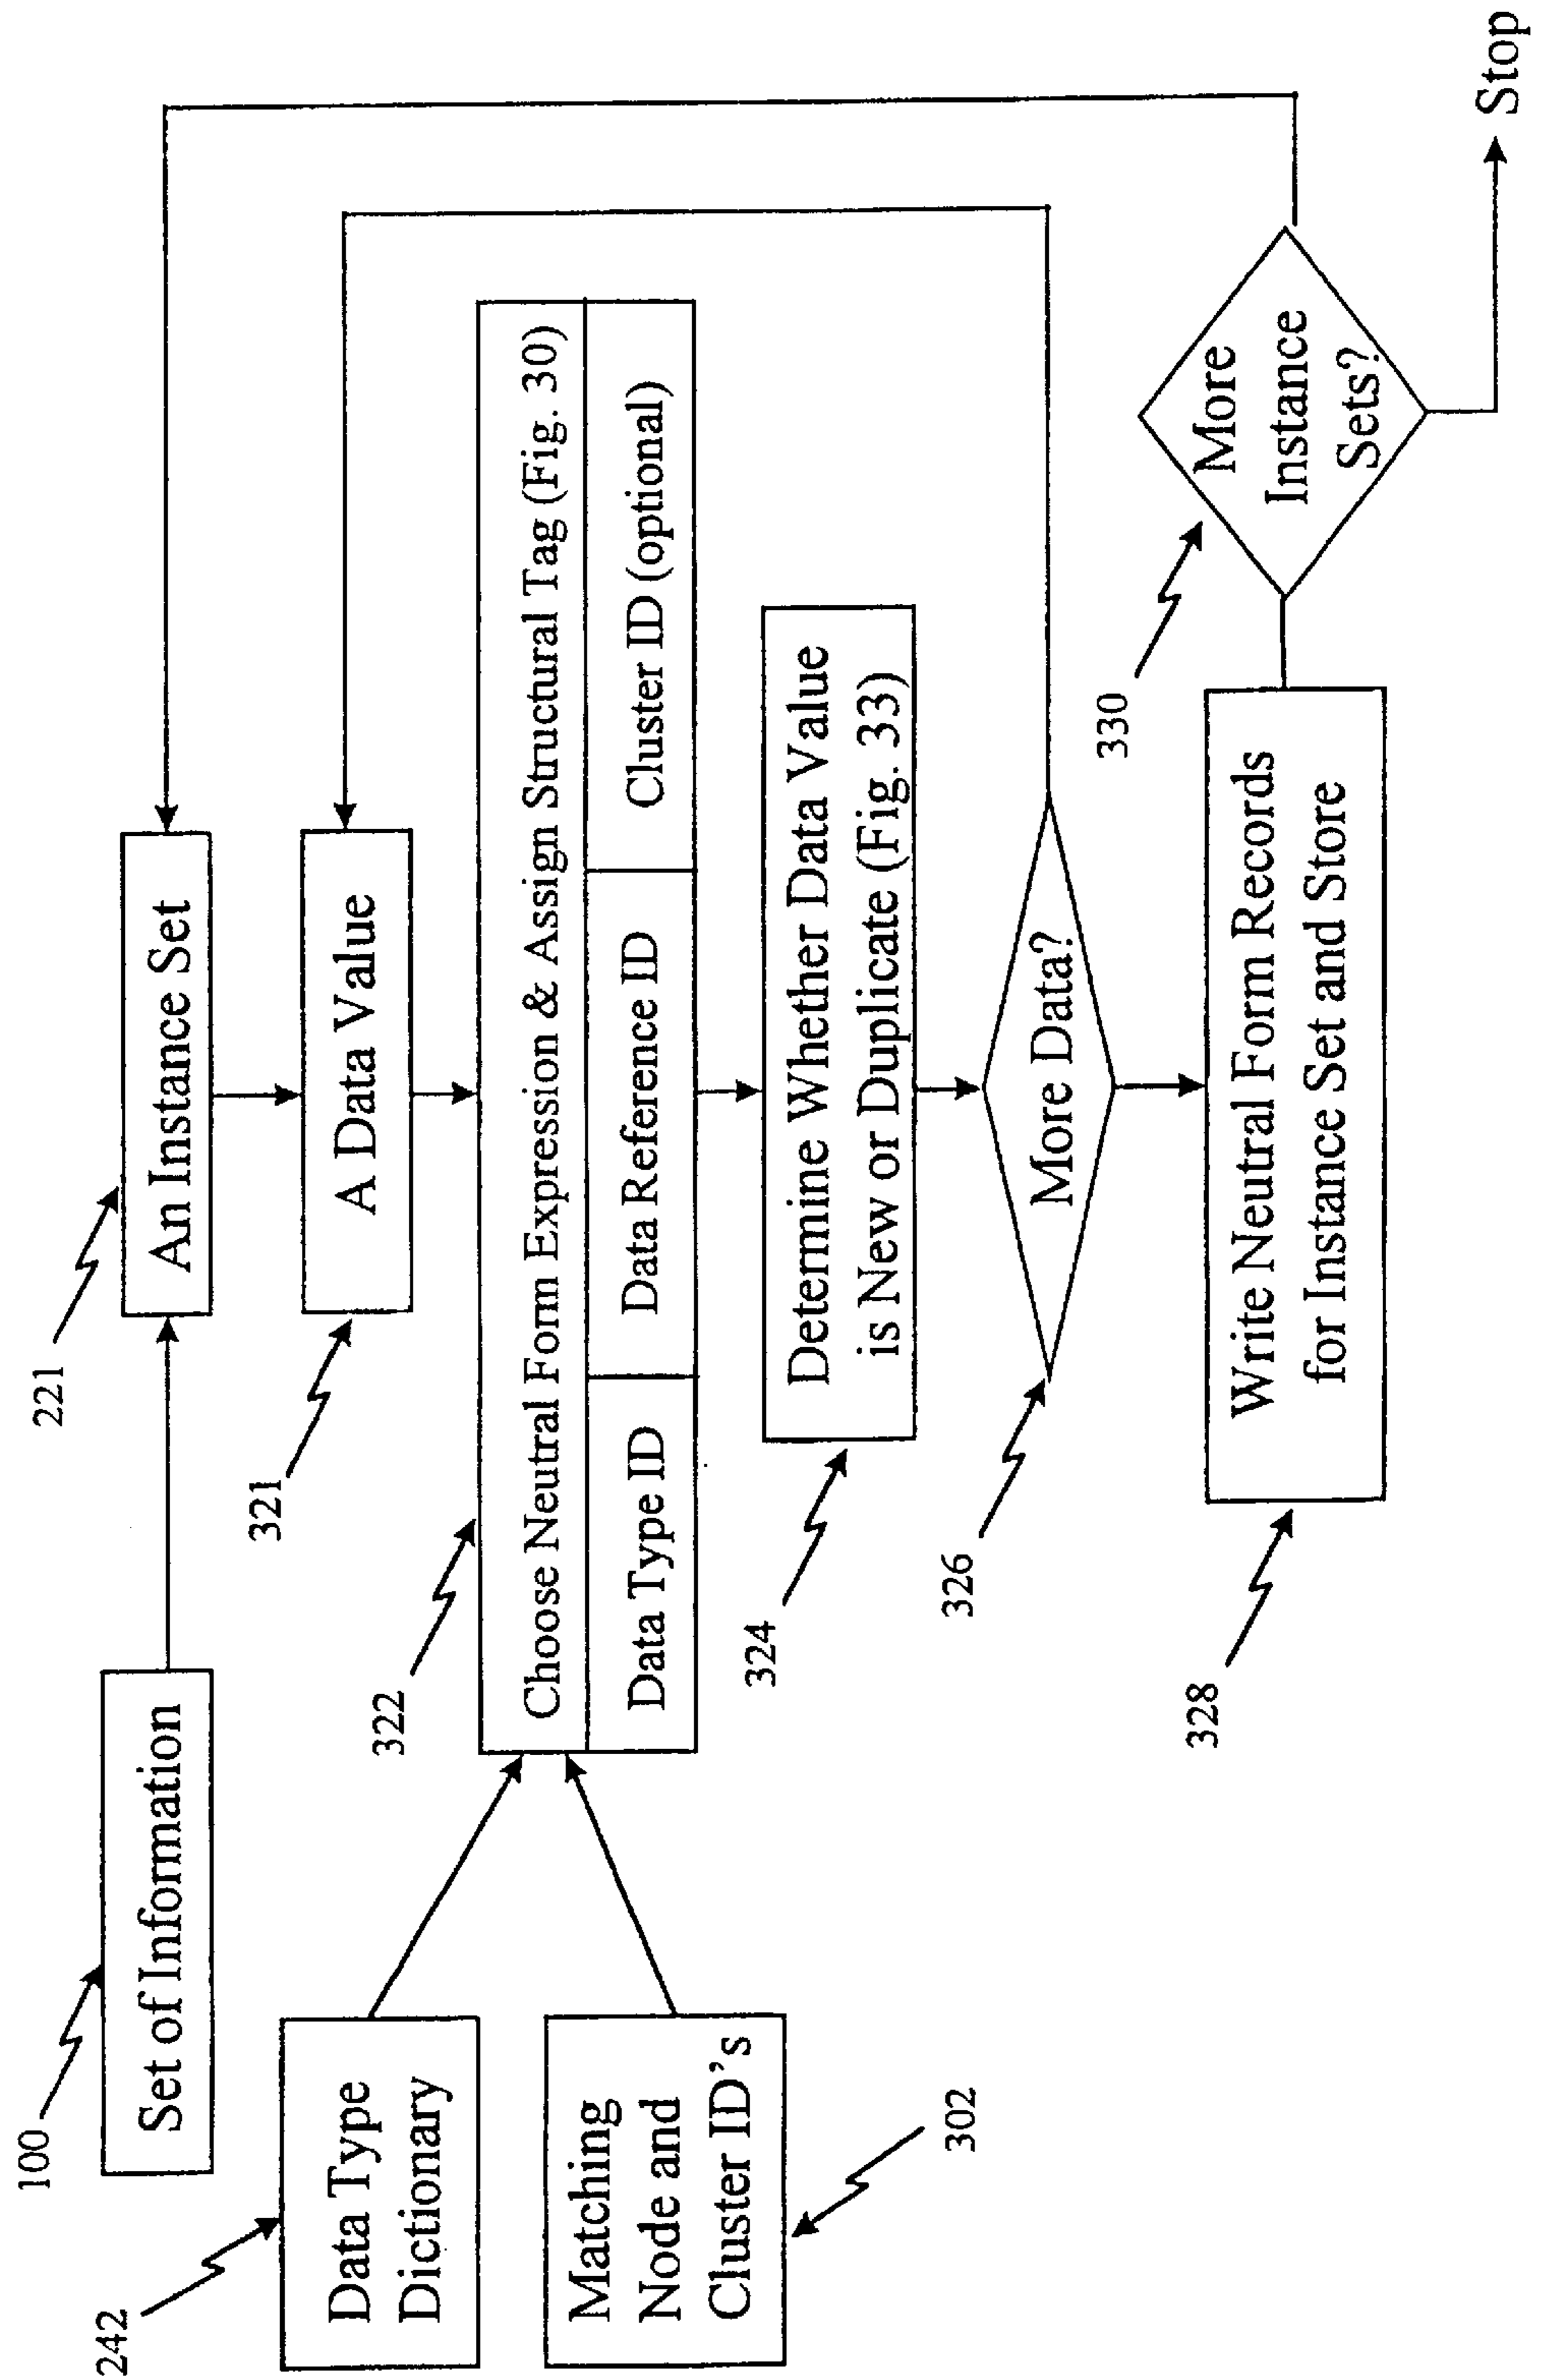 100
Set of Information
221
An Instance Set
321
A Data Value
242
Data Type
Dictionary
Matching
Node and
Cluster ID's
302
322
Choose Neutral Form Expression & Assign Structural Tag (Fig. 30)
Data Type ID
Data Reference ID
Cluster ID (optional)
324
Determine Whether Data Value
is New or Duplicate (Fig. 33)
326
More Data?
328
Write Neutral Form Records
for Instance Set and Store
330
More
Instance
Sets?
Stop